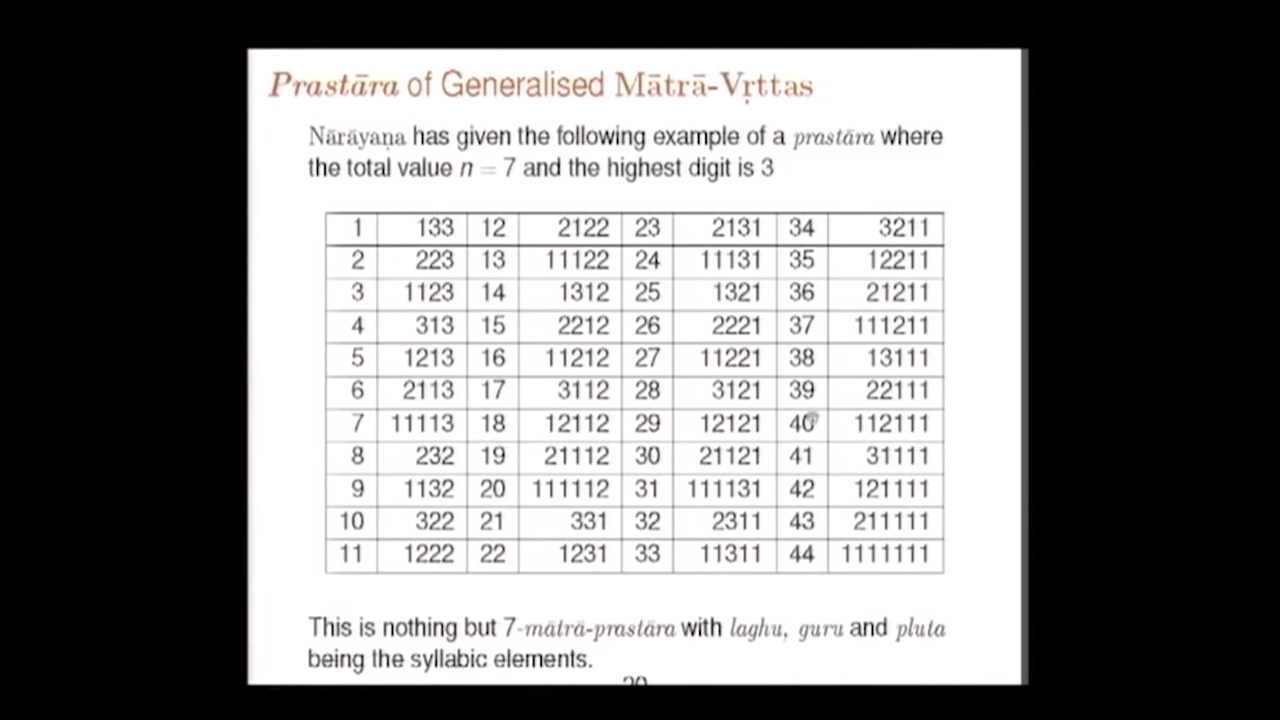 Prastāra of Generalised Mātrā-Vṛttas
Nārāyaṇa has given the following example of a prastāra where
the total value n = 7 and the highest digit is 3
1 133 12 2122 23 2131 34 3211
2 223 13 11122 24 11131 35 12211
3 1123 14 1312 25 1321 36 21211
4 313 15 2212 26 2221 37 111211
5 1213 16 11212 27 11221 38 13111
6 2113 17 3112 28 3121 39 22111
7 11113 18 12112 29 12121 40 112111
8 232 19 21112 30 21121 41 31111
9 1132 20 111112 31 111131 42 121111
10 322 21 331 32 2311 43 211111
11 1222 22 1231 33 11311 44 1111111
This is nothing but 7-mātrā-prastāra with laghu, guru and pluta
being the syllabic elements.